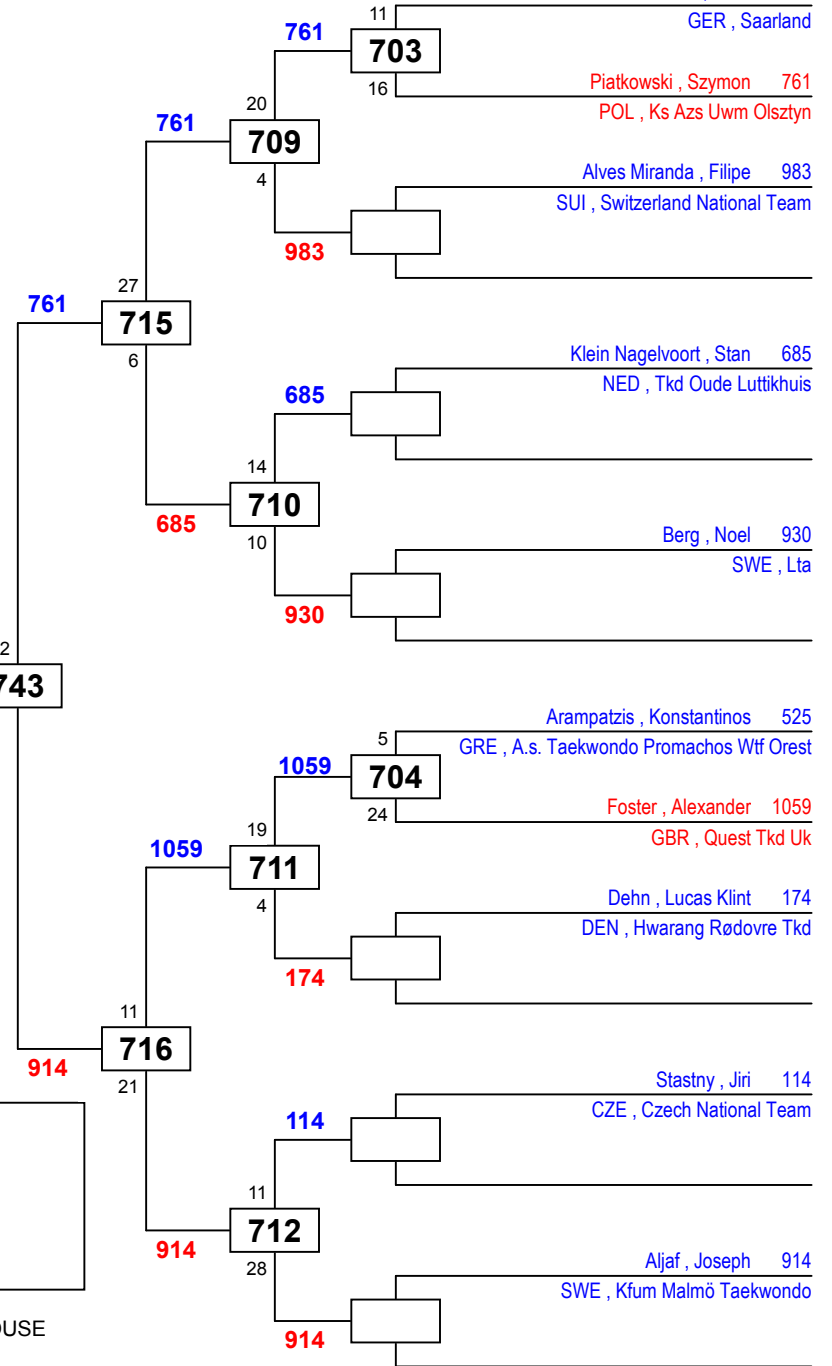 11
GER , Saarland
761
703
16
Piatkowski , Szymon 761
POL , Ks Azs Uwm Olsztyn
20
761
709
4
Alves Miranda , Filipe 983
SUI , Switzerland National Team
983
27
761
715
6
Klein Nagelvoort , Stan 685
NED , Tkd Oude Luttikhuis
685
14
710
685
10
Berg , Noel 930
SWE , Lta
930
2
743
Arampatzis , Konstantinos 525
5
GRE , A.s. Taekwondo Promachos Wtf Orest
1059
704
24
Foster , Alexander 1059
GBR , Quest Tkd Uk
19
1059
711
4
Dehn , Lucas Klint 174
DEN , Hwarang Rødovre Tkd
174
11
716
914
21
Stastny , Jiri 114
CZE , Czech National Team
114
11
712
914
28
Aljaf , Joseph 914
SWE , Kfum Malmö Taekwondo
914
OUSE